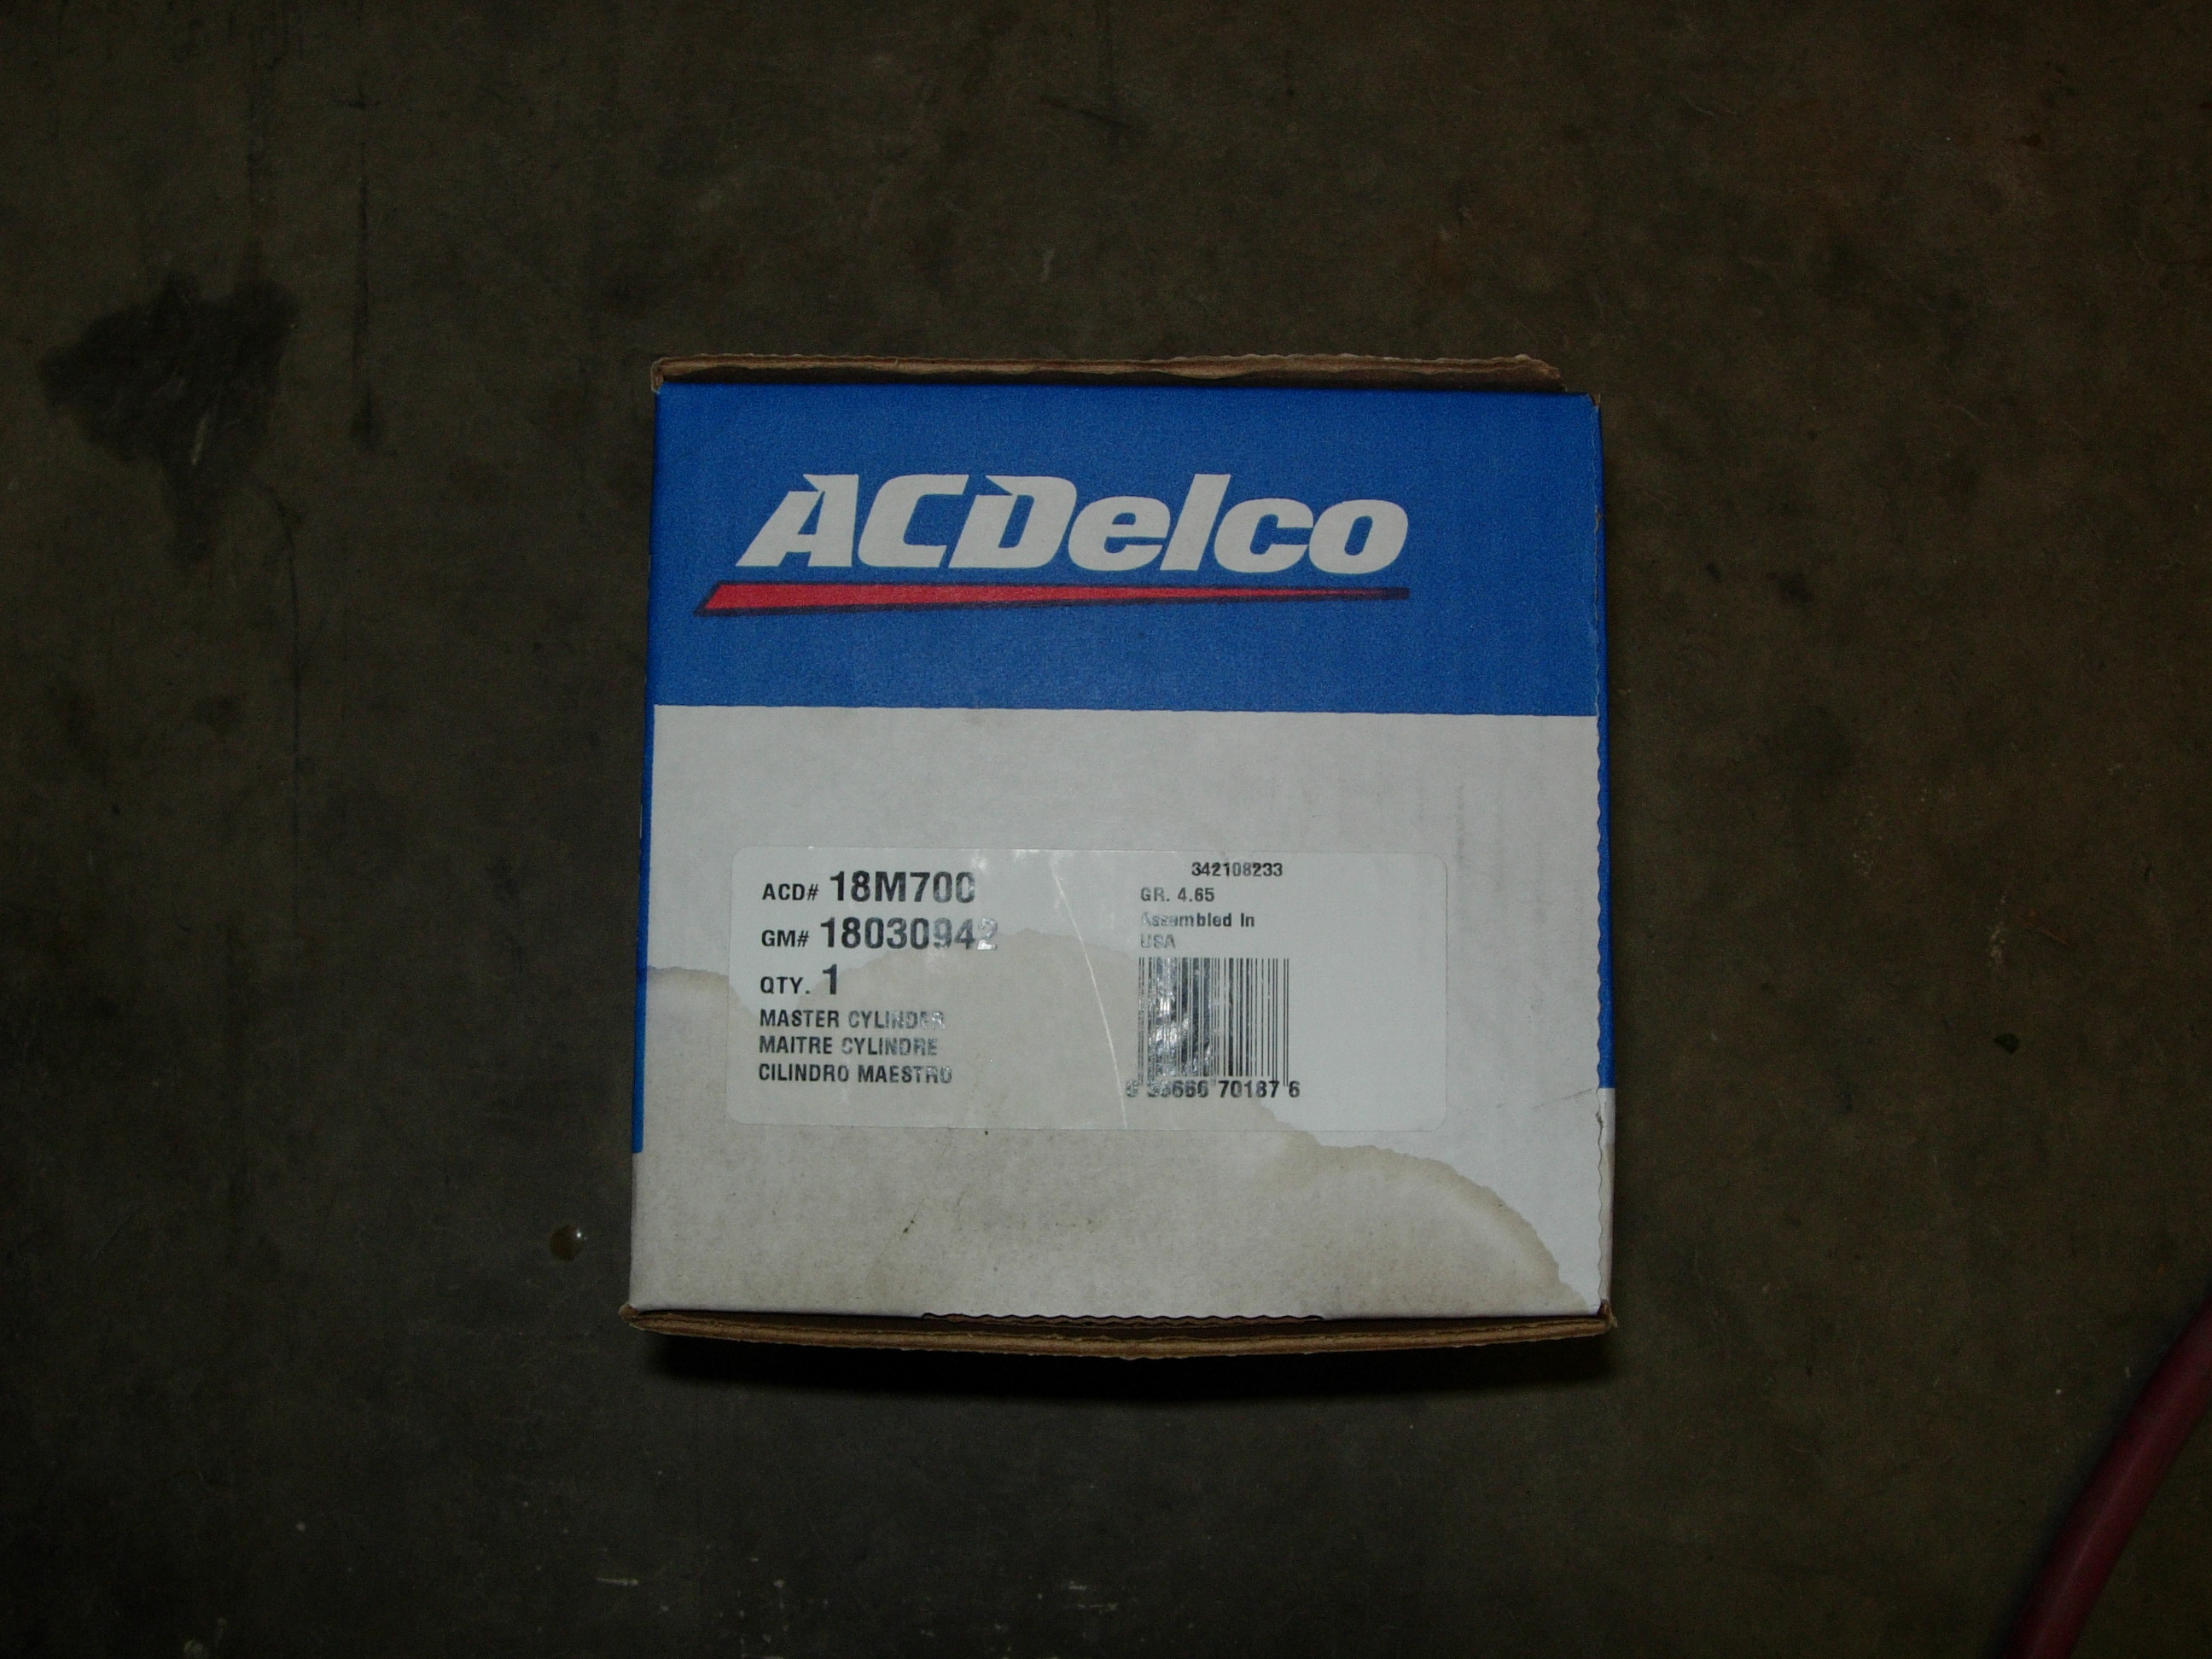 ACDelco
ACD# 18M700
GM# 18030942
QTY. 1
MASTER CYLINDER
MAITRE CYLINDRE
CILINDRO MAESTRO
342108233
GR. 4.65
Assembled In
USA
70187 6